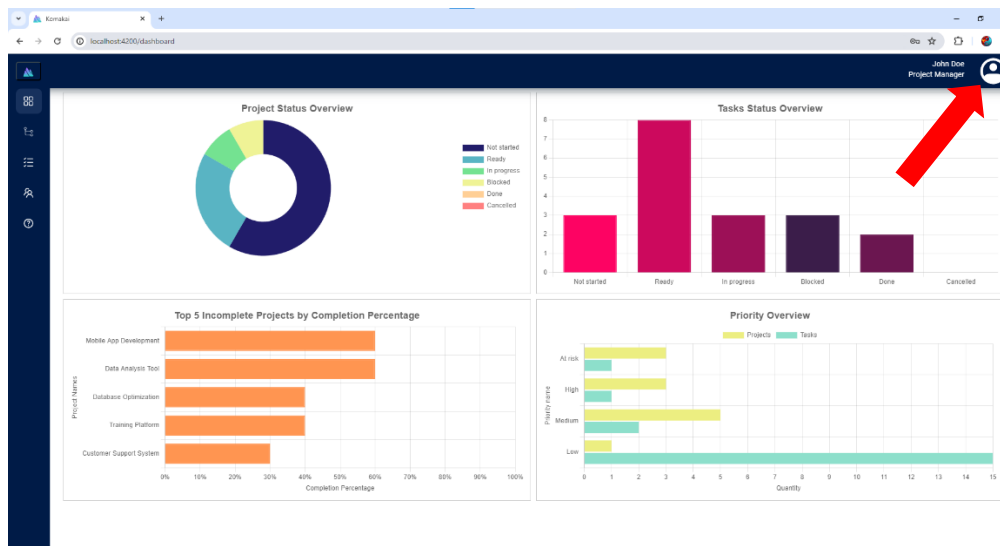 Komakai
localhost:4200/dashboard
John Doe
Project Manager
Project Status Overview
Not started
Ready
In progress
Blocked
Done
Cancelled
Tasks Status Overview
8
7
6
5
4
3
2
1
0
Not started Ready In progress Blocked Done Cancelled
Top 5 Incomplete Projects by Completion Percentage
Project Names
Mobile App Development
Data Analysis Tool
Database Optimization
Training Platform
Customer Support System
0% 10% 20% 30% 40% 50% 60% 70% 80% 90% 100%
Completion Percentage
Priority Overview
Projects Tasks
Priority name
At risk
High
Medium
Low
0 1 2 3 4 5 6 7 8 9 10 11 12 13 14 15
Quantity